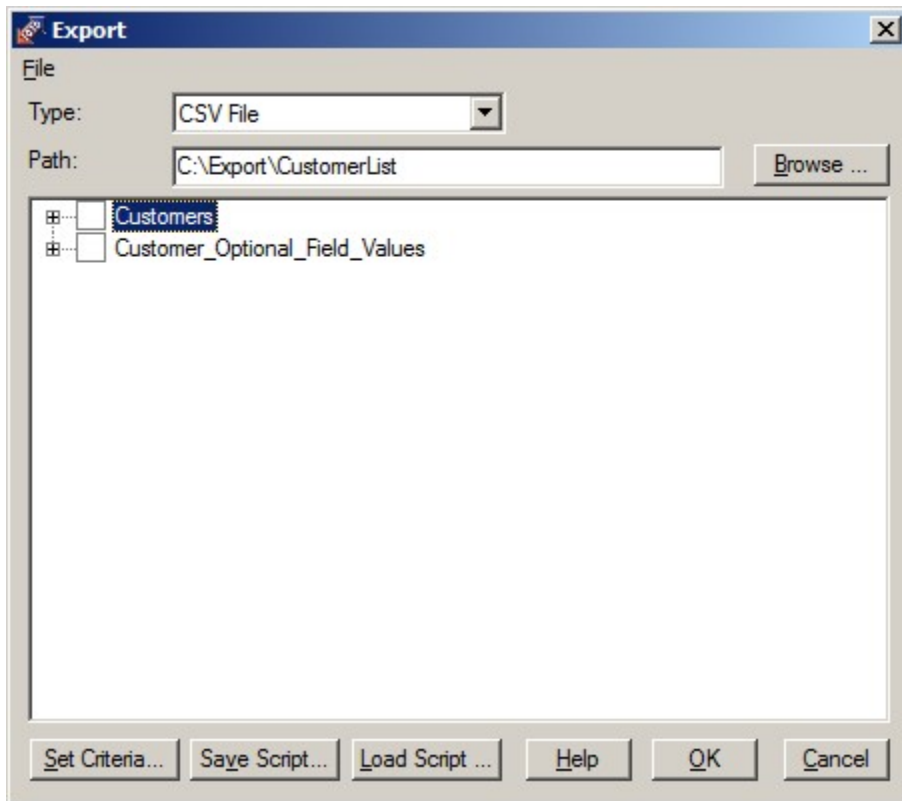 Export
File
Type: CSV File
Path: C:\Export\CustomerList Browse ...
Customers
Customer_Optional_Field_Values
Set Criteria... Save Script... Load Script ... Help OK Cancel